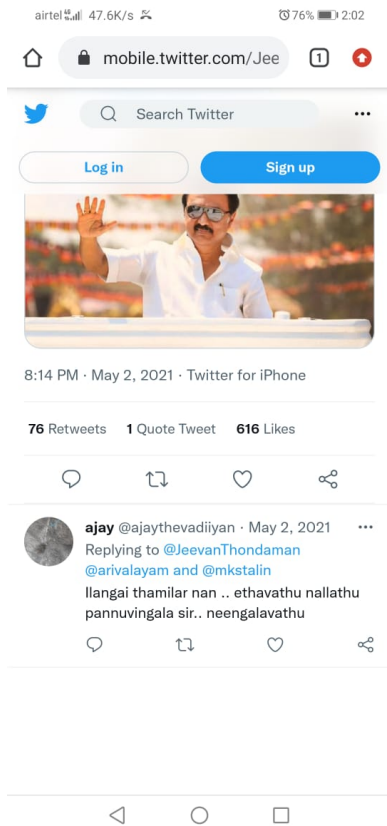 airtel 4G 47.6K/s 76% 2:02
mobile.twitter.com/Jee 1
Search Twitter
Log in Sign up
8:14 PM · May 2, 2021 · Twitter for iPhone
76 Retweets 1 Quote Tweet 616 Likes
ajay @ajaythevadiiyan · May 2, 2021
Replying to @JeevanThondaman
@arivalayam and @mkstalin
Ilangai thamilar nan .. ethavathu nallathu
pannuvingala sir.. neengalavathu